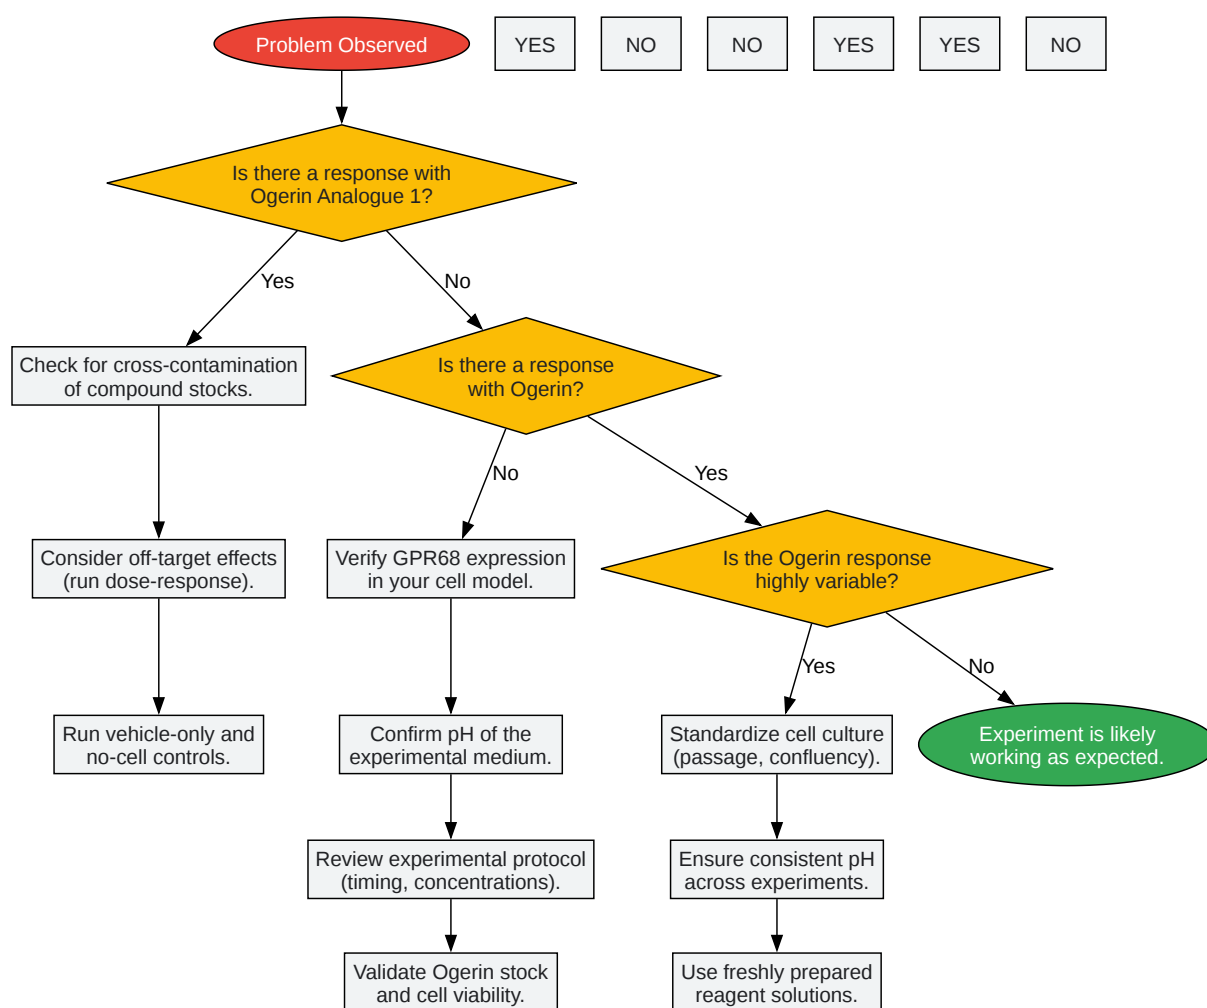 Problem Observed
YES
NO
NO
YES
YES
NO
Is there a response with
Ogerin Analogue 1?
Yes
No
Check for cross-contamination
of compound stocks.
Is there a response
with Ogerin?
No
Yes
Consider off-target effects
(run dose-response).
Verify GPR68 expression
in your cell model.
Is the Ogerin response
highly variable?
Yes
No
Run vehicle-only and
no-cell controls.
Confirm pH of the
experimental medium.
Standardize cell culture
(passage, confluency).
Experiment is likely
working as expected.
Review experimental protocol
(timing, concentrations).
Ensure consistent pH
across experiments.
Validate Ogerin stock
and cell viability.
Use freshly prepared
reagent solutions.